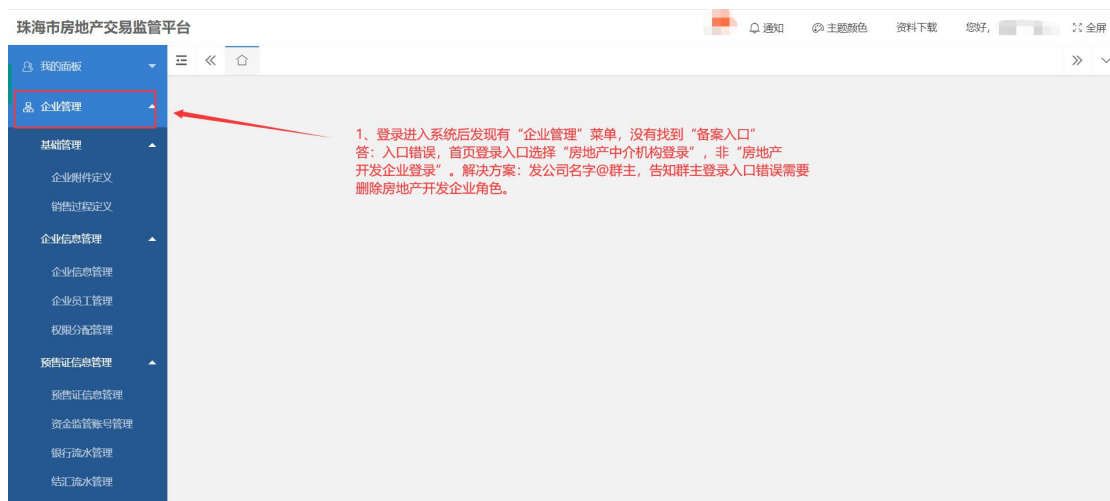 珠海市房地产交易监管平台
通知
主题颜色
资料下载
您好，
全屏
我的面板
企业管理
基础管理
企业附件定义
销售过程定义
企业信息管理
企业信息管理
企业员工管理
权限分配管理
预售证信息管理
预售证信息管理
资金监管账号管理
银行流水管理
结汇流水管理
1、登录进入系统后发现有“企业管理”菜单，没有找到“备案入口”
答：入口错误，首页登录入口选择“房地产中介机构登录”，非“房地产
开发企业登录”。解决方案：发公司名字@群主，告知群主登录入口错误需要
删除房地产开发企业角色。